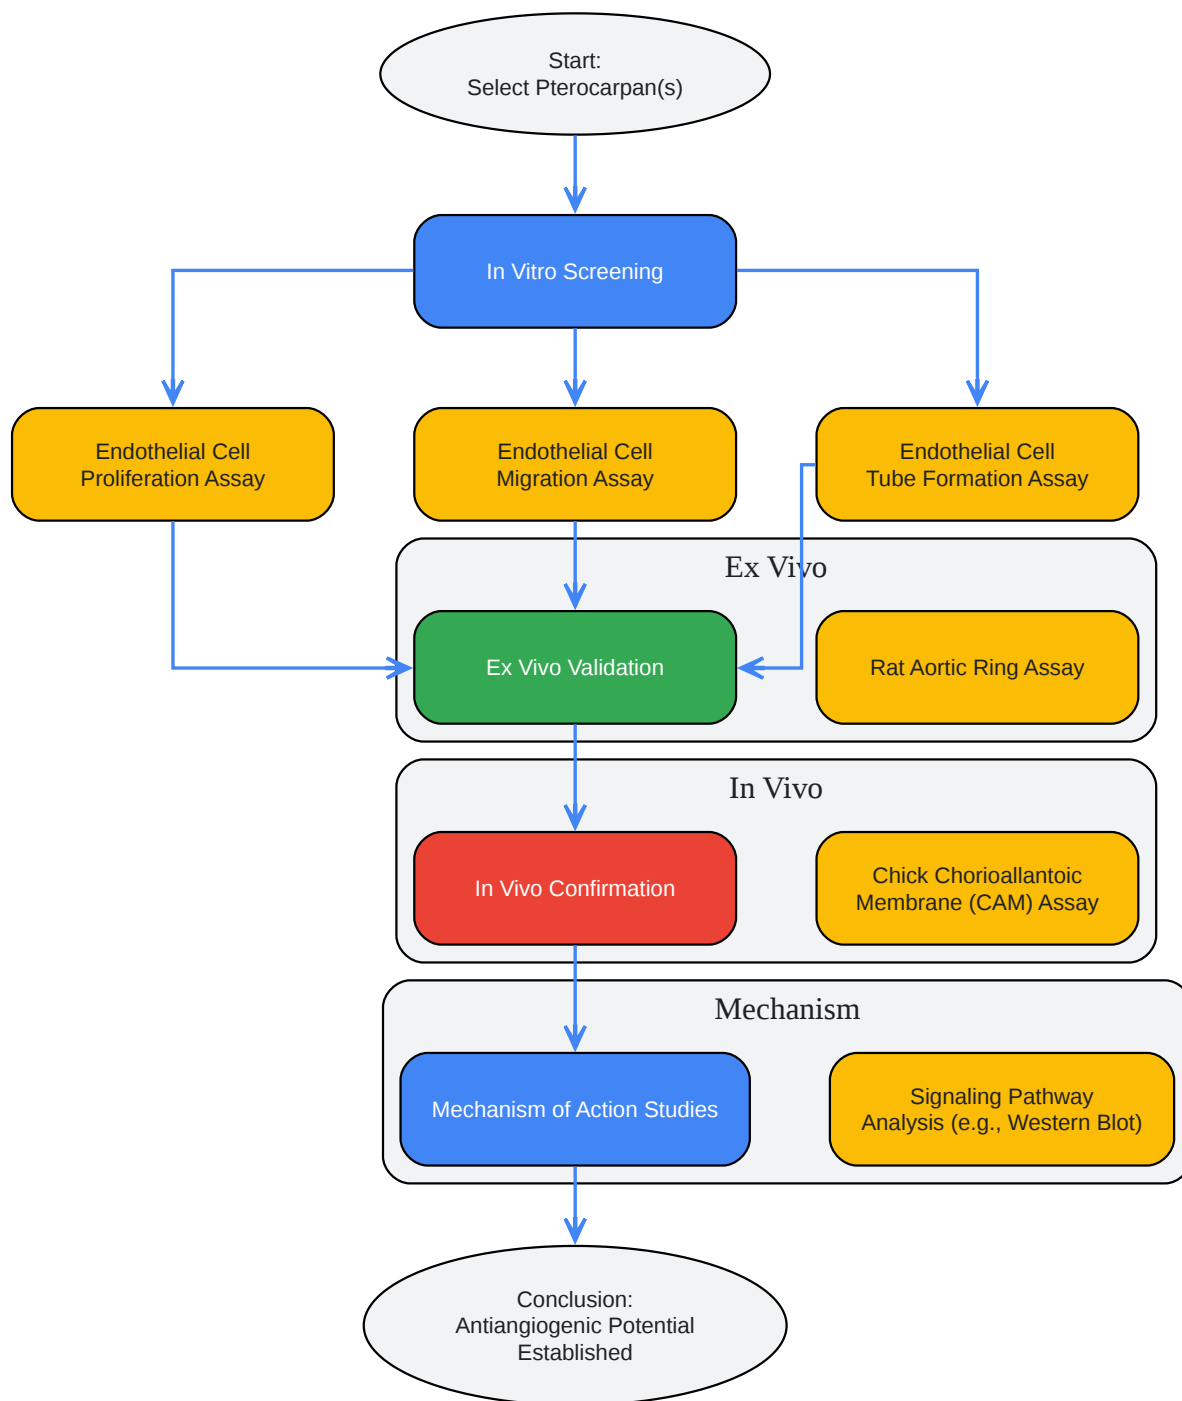 Start:
Select Pterocarpan(s)
In Vitro Screening
Endothelial Cell
Proliferation Assay
Endothelial Cell
Migration Assay
Endothelial Cell
Tube Formation Assay
Ex Vivo
Ex Vivo Validation
Rat Aortic Ring Assay
In Vivo
In Vivo Confirmation
Chick Chorioallantoic
Membrane (CAM) Assay
Mechanism
Mechanism of Action Studies
Signaling Pathway
Analysis (e.g., Western Blot)
Conclusion:
Antiangiogenic Potential
Established